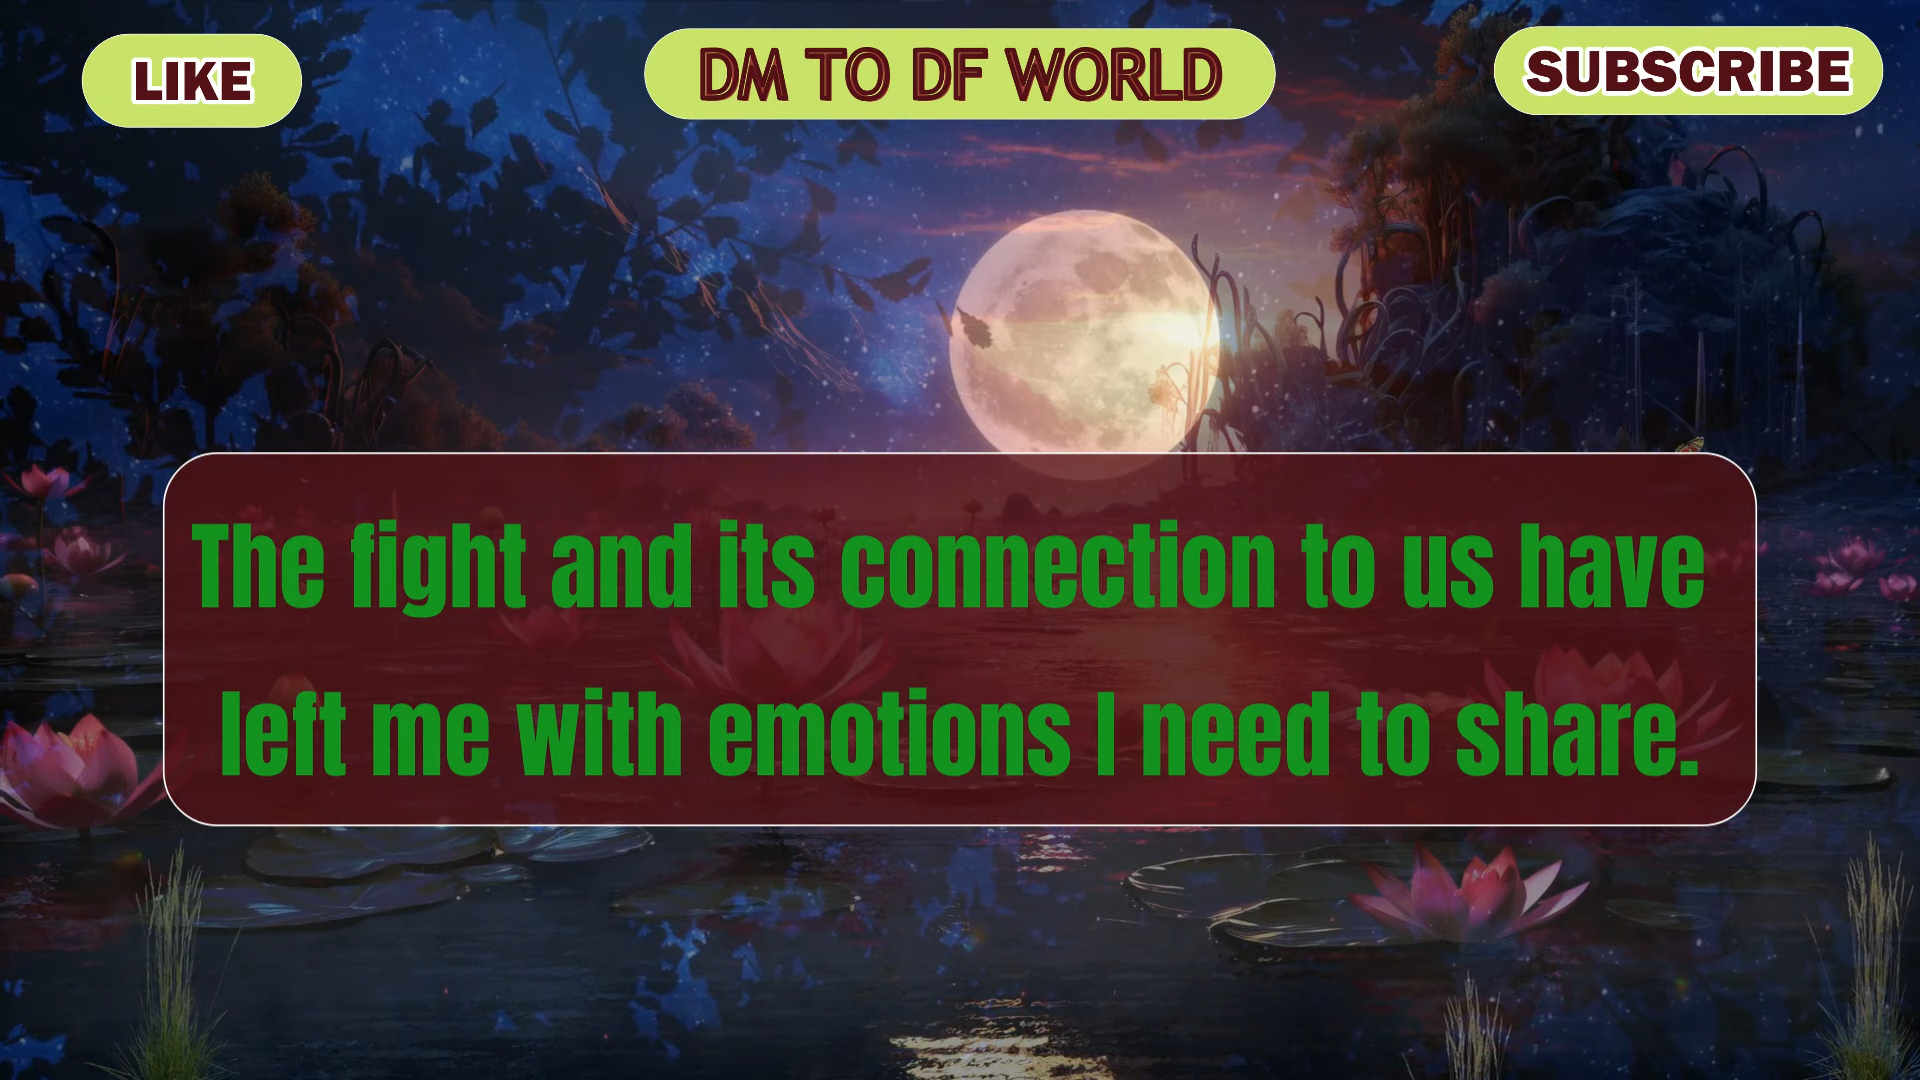 LIKE
DM TO DF WORLD
SUBSCRIBE
The fight and its connection to us have
left me with emotions I need to share.